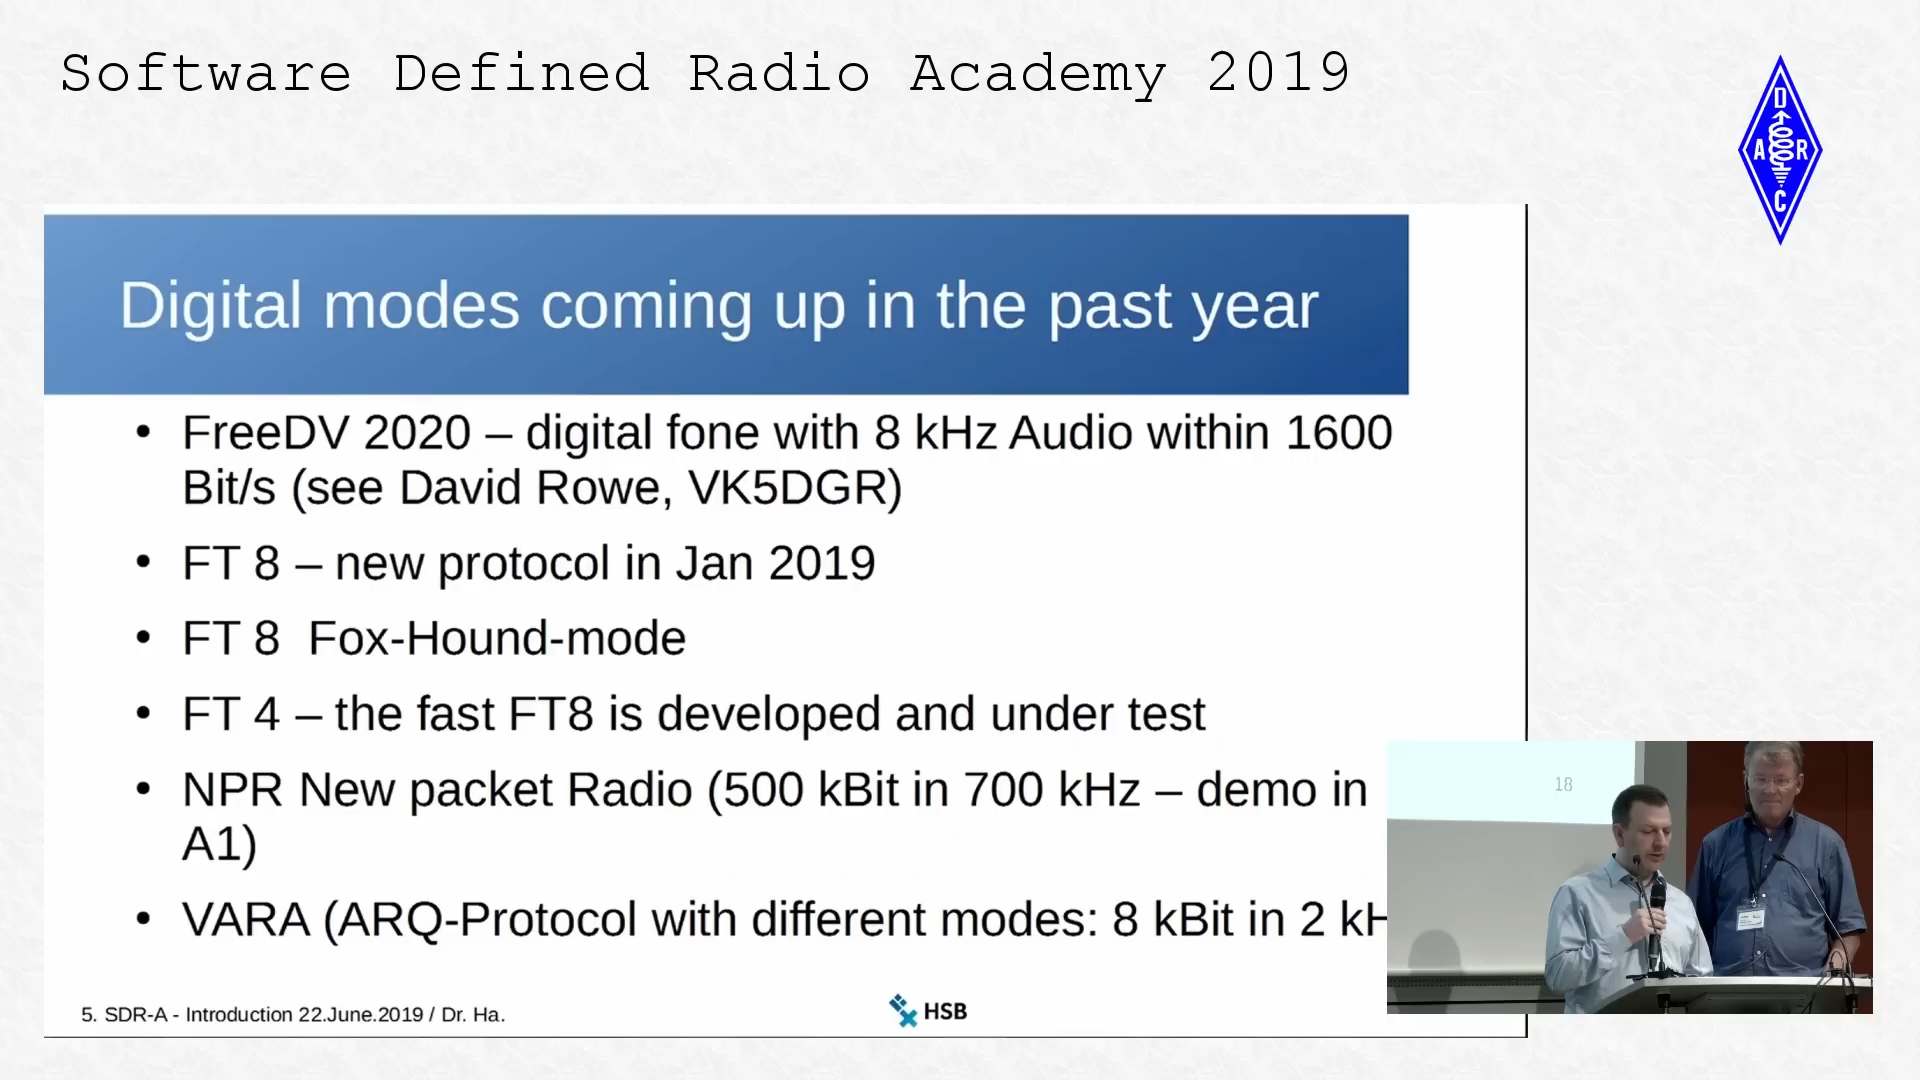 Software Defined Radio Academy 2019
D
A R
C
Digital modes coming up in the past year
• FreeDV 2020 – digital fone with 8 kHz Audio within 1600
Bit/s (see David Rowe, VK5DGR)
• FT 8 – new protocol in Jan 2019
• FT 8  Fox-Hound-mode
• FT 4 – the fast FT8 is developed and under test
• NPR New packet Radio (500 kBit in 700 kHz – demo in
A1)
• VARA (ARQ-Protocol with different modes: 8 kBit in 2 kH
18
5. SDR-A - Introduction 22.June.2019 / Dr. Ha.
HSB